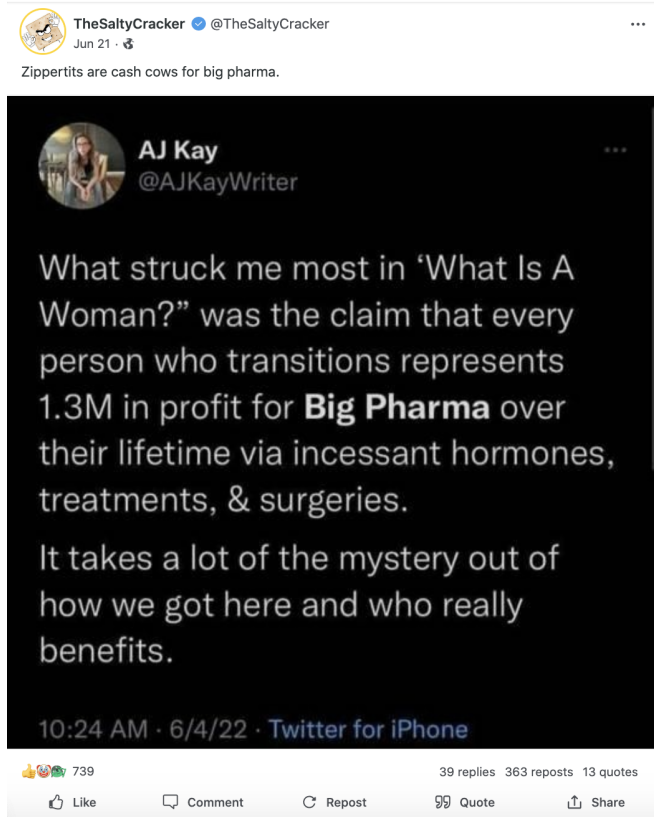 TheSaltyCracker @TheSaltyCracker
Jun 21 ·
Zippertits are cash cows for big pharma.
AJ Kay
@AJKayWriter
What struck me most in ‘What Is A
Woman?” was the claim that every
person who transitions represents
1.3M in profit for Big Pharma over
their lifetime via incessant hormones,
treatments, & surgeries.
It takes a lot of the mystery out of
how we got here and who really
benefits.
10:24 AM · 6/4/22 · Twitter for iPhone
739 39 replies 363 reposts 13 quotes
Like Comment Repost Quote Share